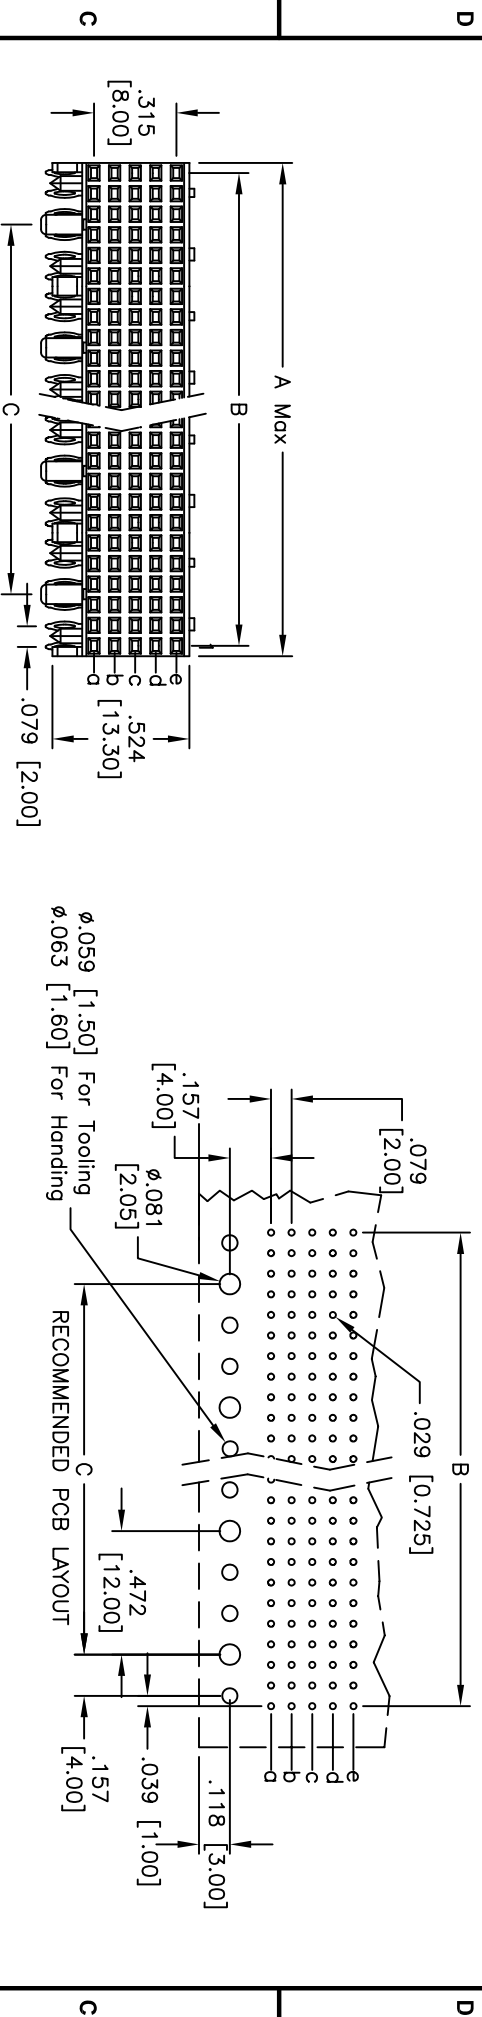 C
D
.315
[8.00]
A Max
B
C
a
b
c
d
e
1
.524
[13.30]
.079 [2.00]
ø.059 [1.50] For Tooling
ø.063 [1.60] For Handing
.157
[4.00]
.079
[2.00]
ø.081
[2.05]
.029 [0.725]
B
C
RECOMMENDED PCB LAYOUT
.472
[12.00]
a
b
c
d
e
.157
[4.00]
.039 [1.00]
.118 [3.00]
C
D